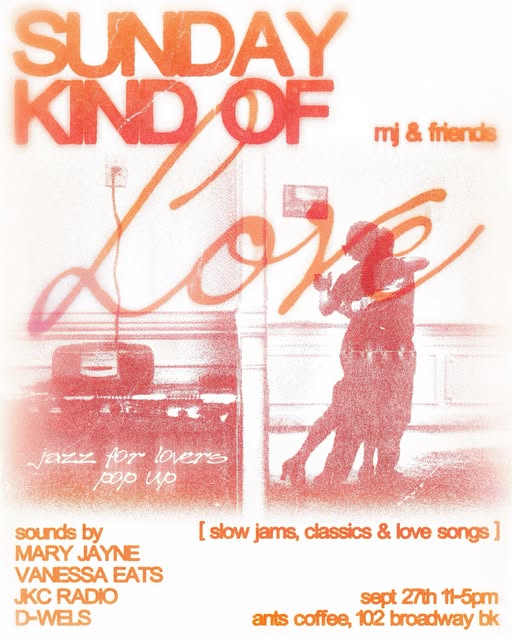 SUNDAY
KIND OF
Love
mj & friends
jazz for lovers
pop up
sounds by
MARY JAYNE
VANESSA EATS
JKC RADIO
D-WELS
[ slow jams, classics & love songs ]
sept 27th 11-5pm
ants coffee, 102 broadway bk